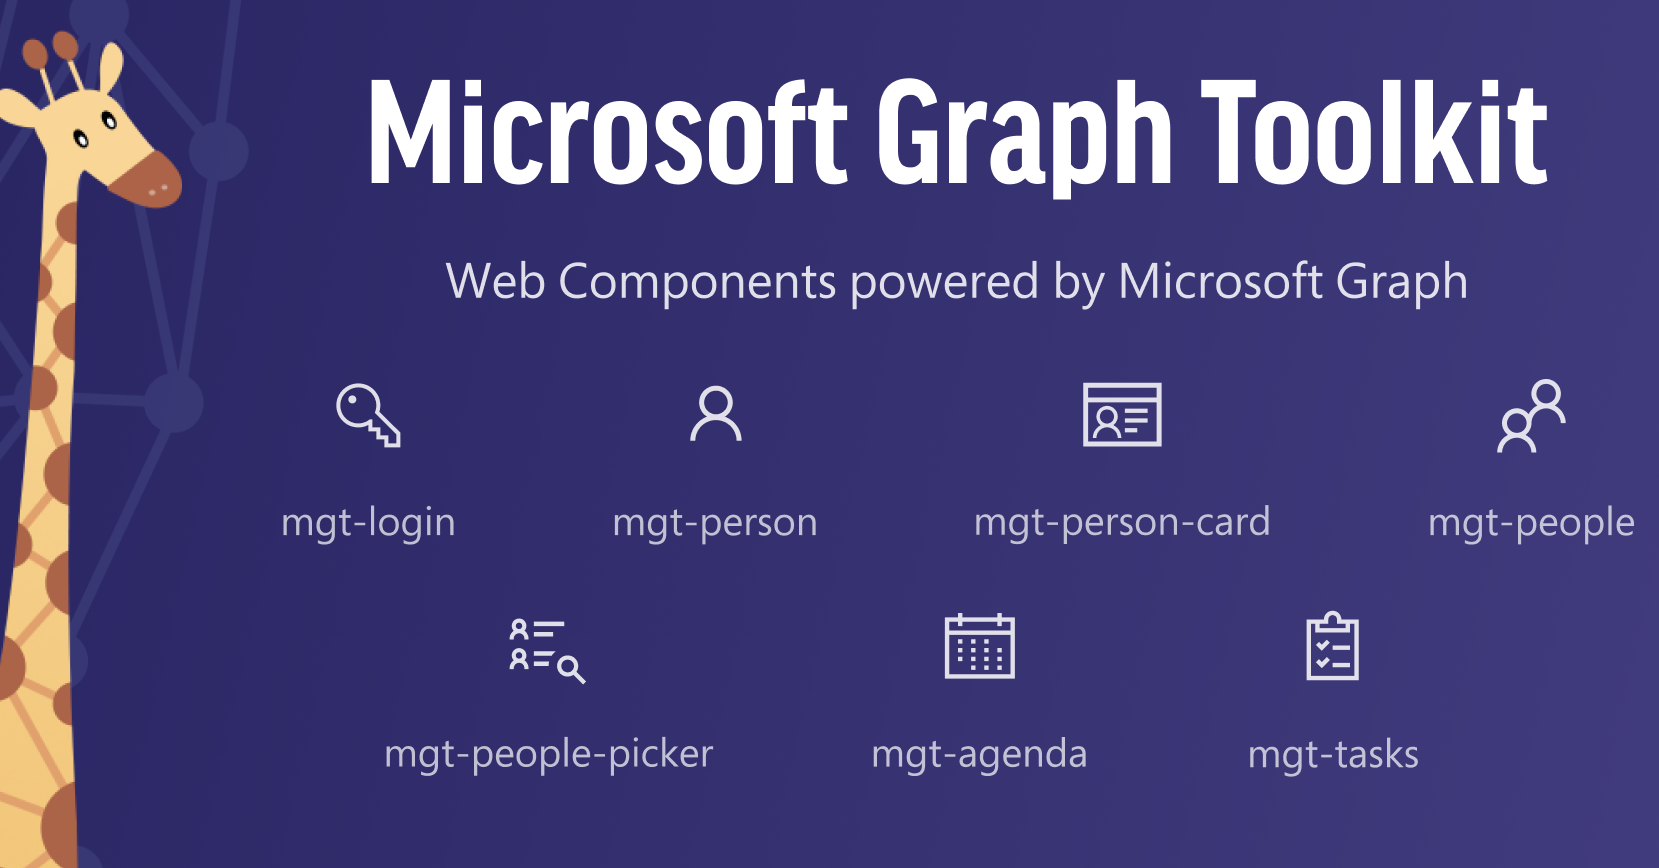 Microsoft Graph Toolkit
Web Components powered by Microsoft Graph
mgt-login mgt-person mgt-person-card mgt-people
mgt-people-picker mgt-agenda mgt-tasks